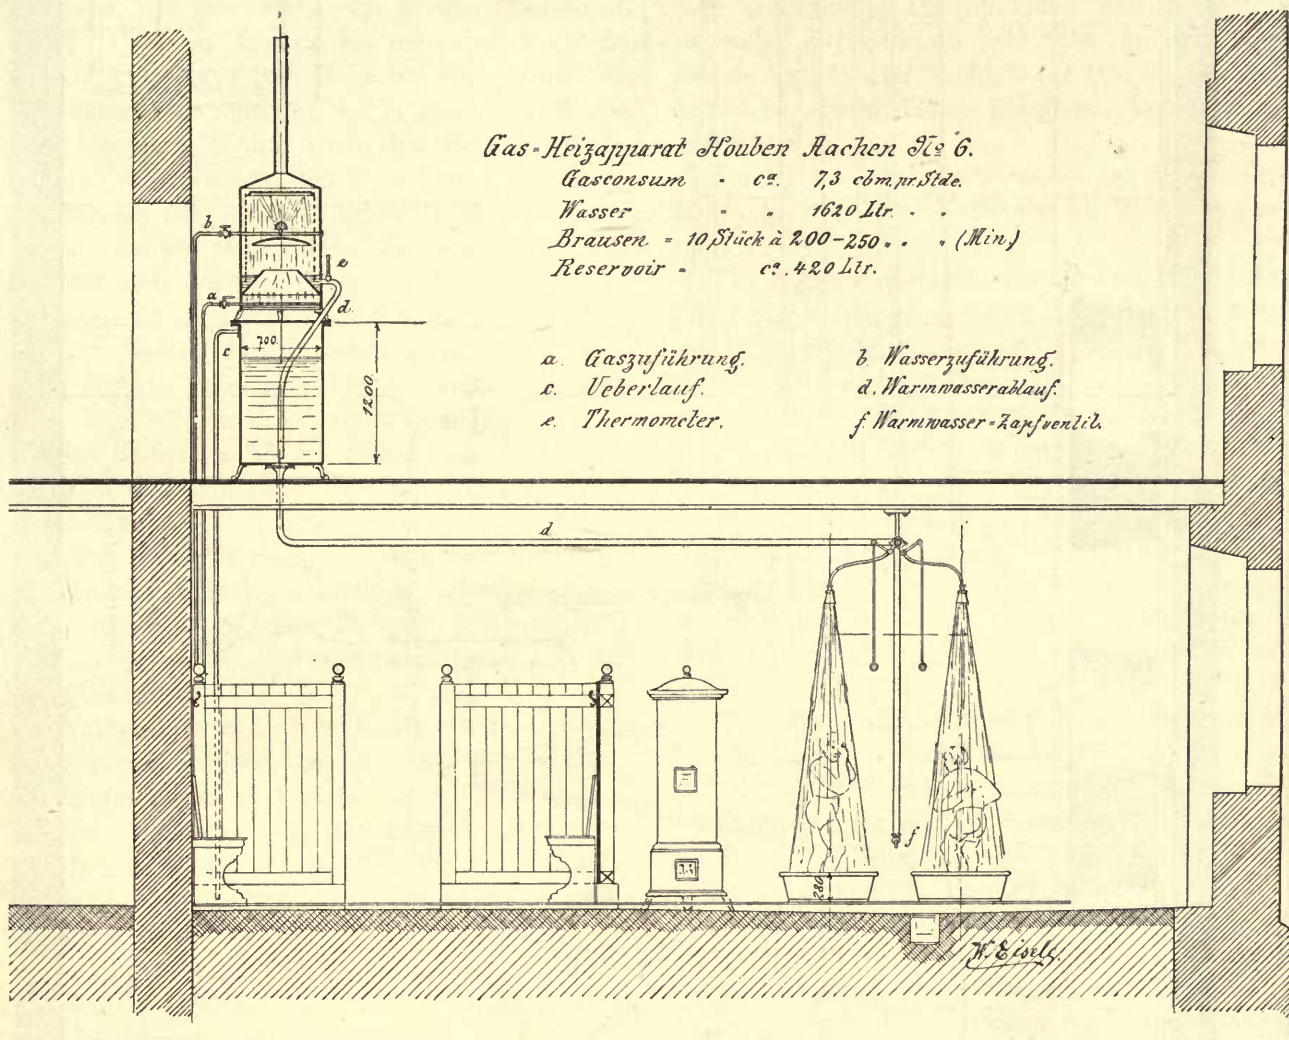 Gas-Heizapparat Houben Aachen No 6.
Gasconsum - ca. 7,3 cbm. pr. Stde.
Wasser " " 1620 Ltr. " "
Brausen = 10 Stück à 200-250 " " " (Min.)
Reservoir = ca. 420 Ltr.
a. Gaszuführung. b. Wasserzuführung.
c. Ueberlauf. d. Warmwasserablauf.
e. Thermometer. f. Warmwasser-Zapfventil.
b
e
a
d.
c
700.
1200.
d
f
280
W. Eisele.